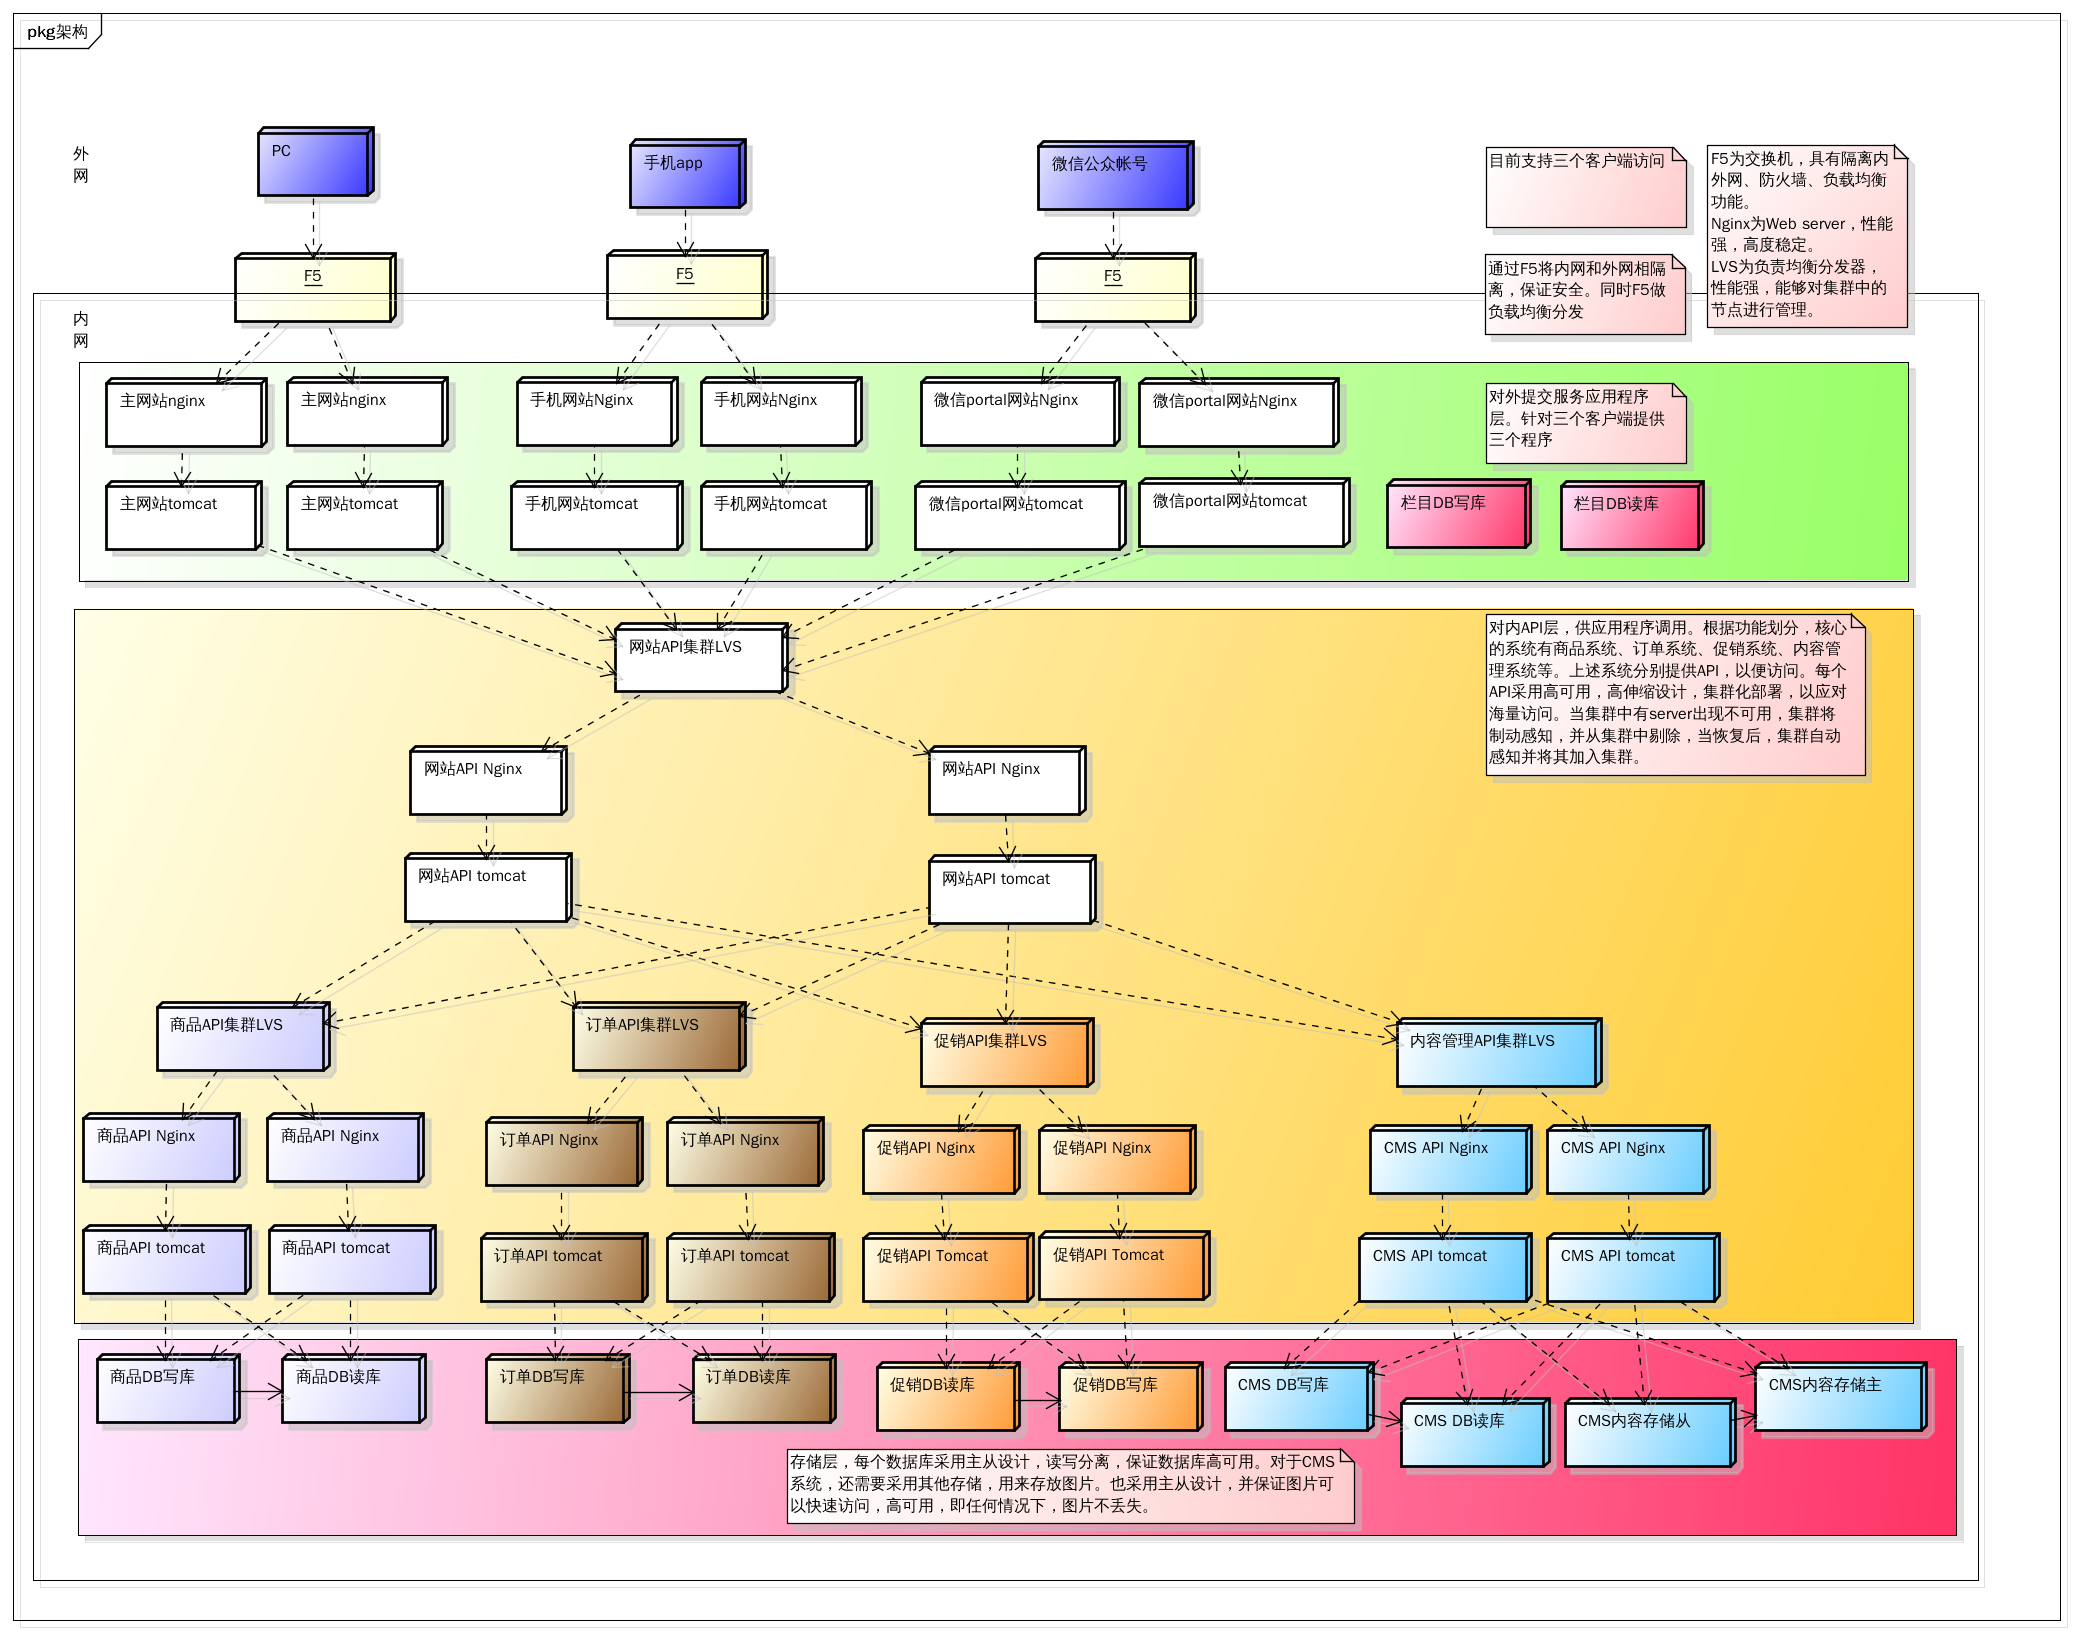 pkg架构
外
网
PC
手机app
微信公众帐号
目前支持三个客户端访问
F5为交换机，具有隔离内
外网、防火墙、负载均衡
功能。
Nginx为Web server，性能
强，高度稳定。
LVS为负责均衡分发器，
性能强，能够对集群中的
节点进行管理。
F5
F5
F5
通过F5将内网和外网相隔
离，保证安全。同时F5做
负载均衡分发
内
网
主网站nginx
主网站nginx
手机网站Nginx
手机网站Nginx
微信portal网站Nginx
微信portal网站Nginx
对外提交服务应用程序
层。针对三个客户端提供
三个程序
主网站tomcat
主网站tomcat
手机网站tomcat
手机网站tomcat
微信portal网站tomcat
微信portal网站tomcat
栏目DB写库
栏目DB读库
网站API集群LVS
对内API层，供应用程序调用。根据功能划分，核心
的系统有商品系统、订单系统、促销系统、内容管
理系统等。上述系统分别提供API，以便访问。每个
API采用高可用，高伸缩设计，集群化部署，以应对
海量访问。当集群中有server出现不可用，集群将
制动感知，并从集群中剔除，当恢复后，集群自动
感知并将其加入集群。
网站API Nginx
网站API Nginx
网站API tomcat
网站API tomcat
商品API集群LVS
订单API集群LVS
促销API集群LVS
内容管理API集群LVS
商品API Nginx
商品API Nginx
订单API Nginx
订单API Nginx
促销API Nginx
促销API Nginx
CMS API Nginx
CMS API Nginx
商品API tomcat
商品API tomcat
订单API tomcat
订单API tomcat
促销API Tomcat
促销API Tomcat
CMS API tomcat
CMS API tomcat
商品DB写库
商品DB读库
订单DB写库
订单DB读库
促销DB读库
促销DB写库
CMS DB写库
CMS DB读库
CMS内容存储从
CMS内容存储主
存储层，每个数据库采用主从设计，读写分离，保证数据库高可用。对于CMS
系统，还需要采用其他存储，用来存放图片。也采用主从设计，并保证图片可
以快速访问，高可用，即任何情况下，图片不丢失。